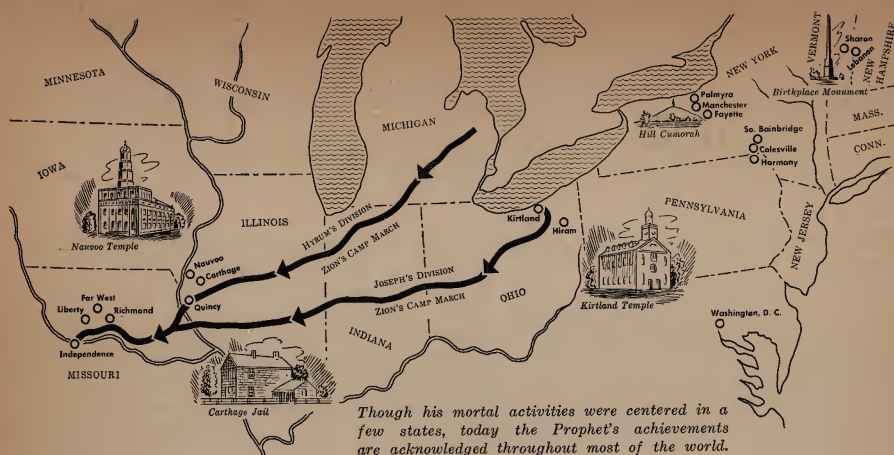 MINNESOTA
WISCONSIN
MICHIGAN
NEW YORK
VERMONT
NEW
HAMPSHIRE
Sharon
Lebanon
Birthplace Monument
MASS.
CONN.
Palmyra
Manchester
Fayette
Hill Cumorah
So. Bainbridge
Colesville
Harmony
IOWA
Nauvoo Temple
ILLINOIS
HYRUM'S DIVISION
ZION'S CAMP MARCH
Kirtland
Hiram
PENNSYLVANIA
NEW JERSEY
Nauvoo
Carthage
Quincy
JOSEPH'S DIVISION
ZION'S CAMP MARCH
OHIO
Kirtland Temple
Far West
Liberty
Richmond
Independence
MISSOURI
INDIANA
Washington, D. C.
Carthage Jail
Though his mortal activities were centered in a
few states, today the Prophet's achievements
are acknowledged throughout most of the world.